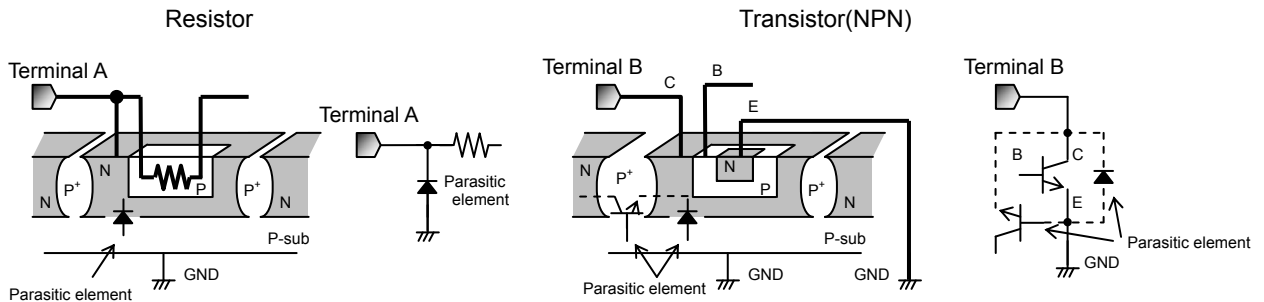 Resistor
Transistor(NPN)
Terminal A
Terminal A
N
P+
N
P
P+
N
Parasitic
element
P-sub
GND
Parasitic element
Terminal B
C
B
E
N
P+
N
P
P+
N
P-sub
GND
GND
Parasitic element
Terminal B
B
C
E
Parasitic element
GND